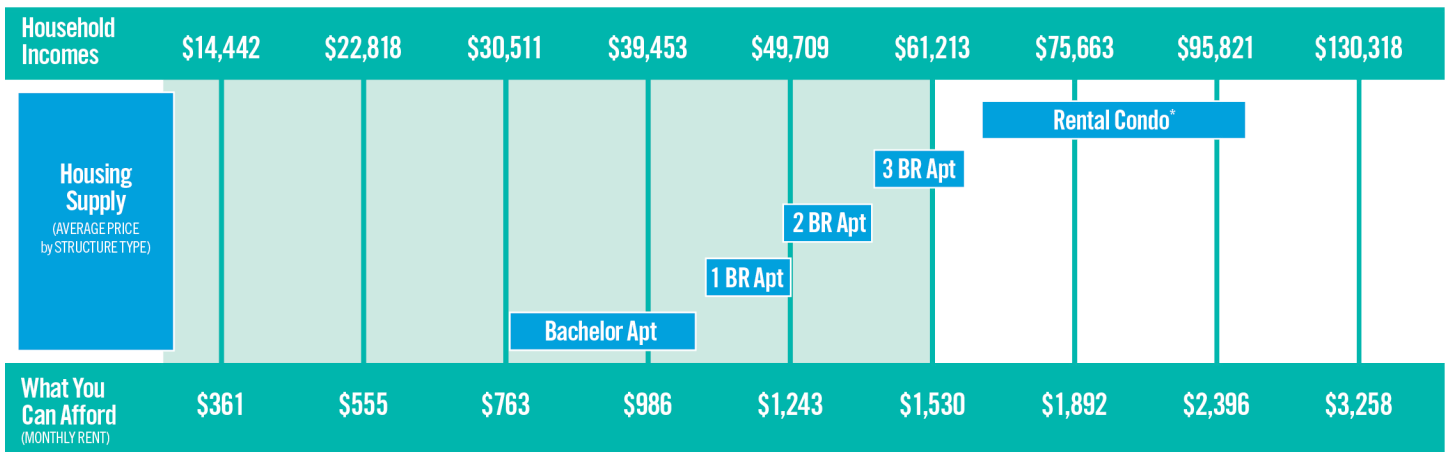 Household
Incomes
$14,442 $22,818 $30,511 $39,453 $49,709 $61,213 $75,663 $95,821 $130,318
Rental Condo*
3 BR Apt
Housing
Supply
(AVERAGE PRICE
by STRUCTURE TYPE)
2 BR Apt
1 BR Apt
Bachelor Apt
What You
Can Afford
(MONTHLY RENT)
$361 $555 $763 $986 $1,243 $1,530 $1,892 $2,396 $3,258